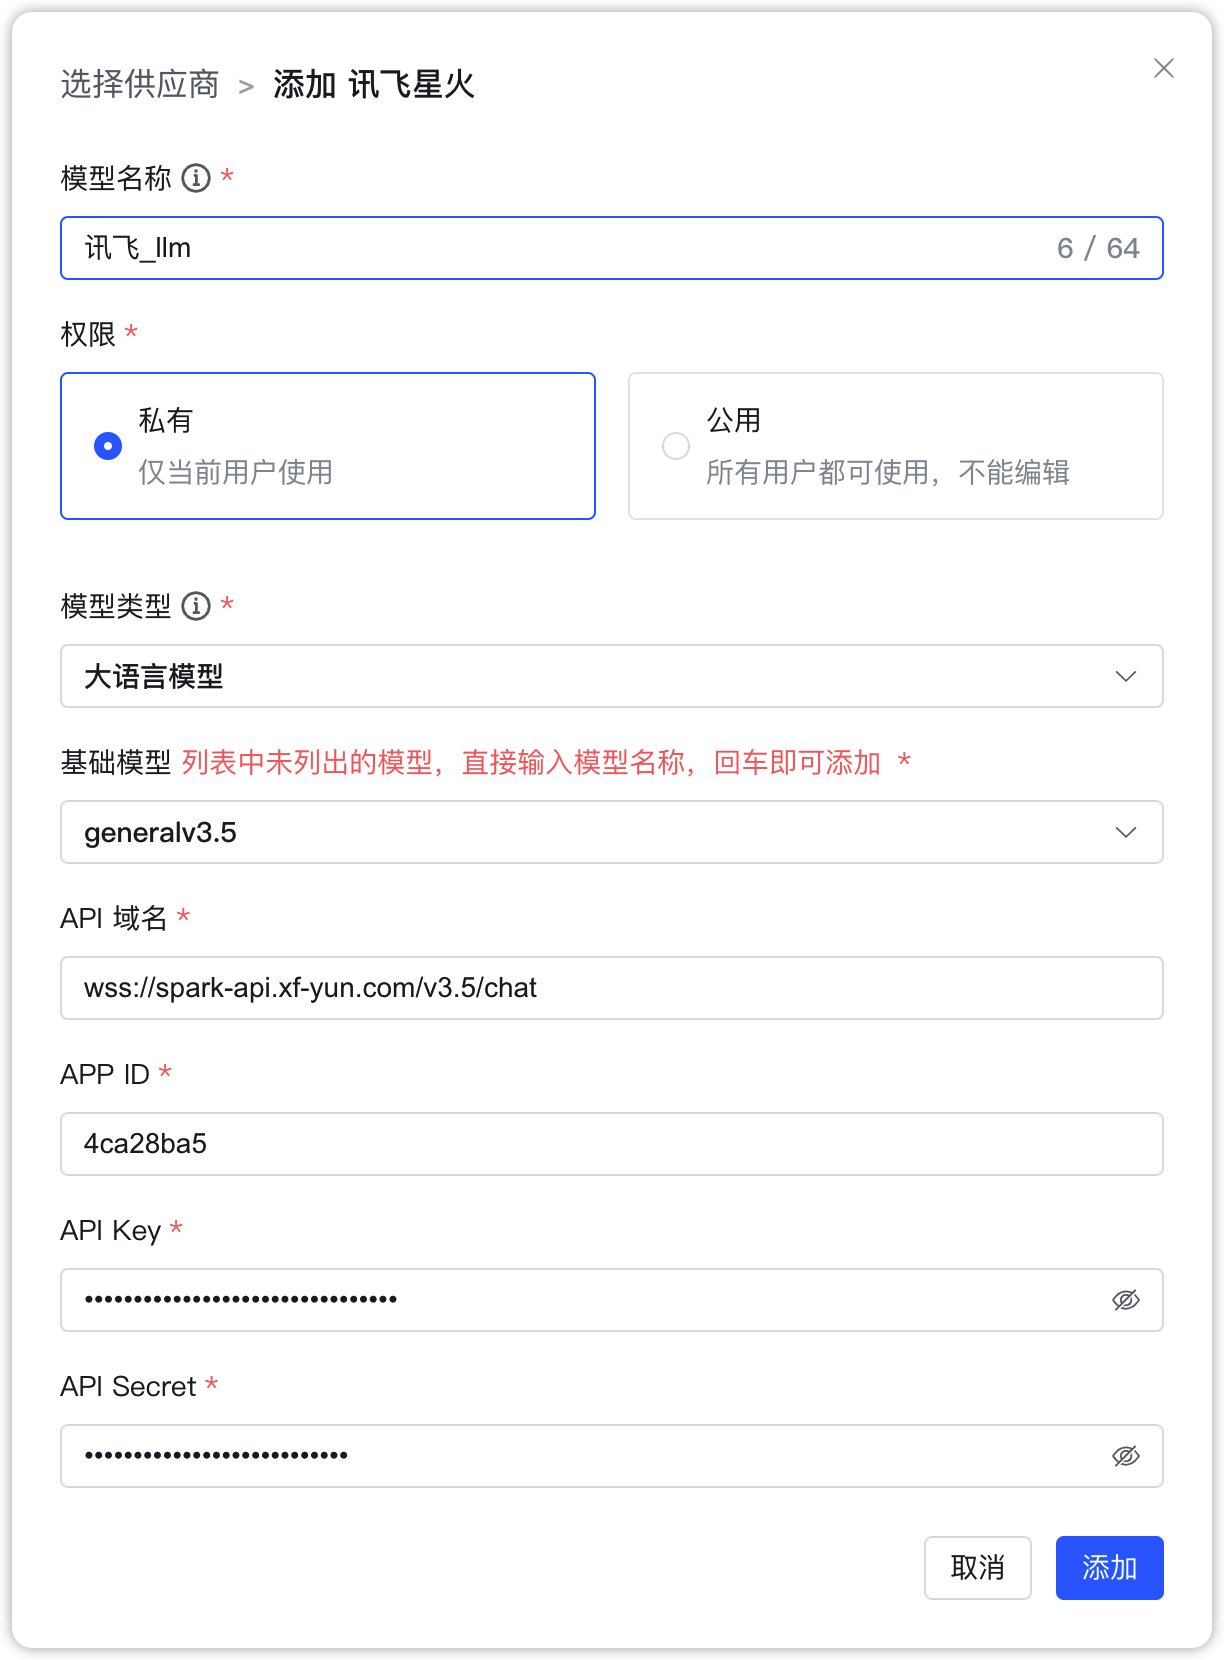 选择供应商 > 添加 讯飞星火
模型名称 *
讯飞_llm 6 / 64
权限 *
私有
仅当前用户使用
公用
所有用户都可使用，不能编辑
模型类型 *
大语言模型
基础模型 列表中未列出的模型，直接输入模型名称，回车即可添加 *
generalv3.5
API 域名 *
wss://spark-api.xf-yun.com/v3.5/chat
APP ID *
4ca28ba5
API Key *
••••••••••••••••••••••••••••••••
API Secret *
•••••••••••••••••••••••••••
取消 添加